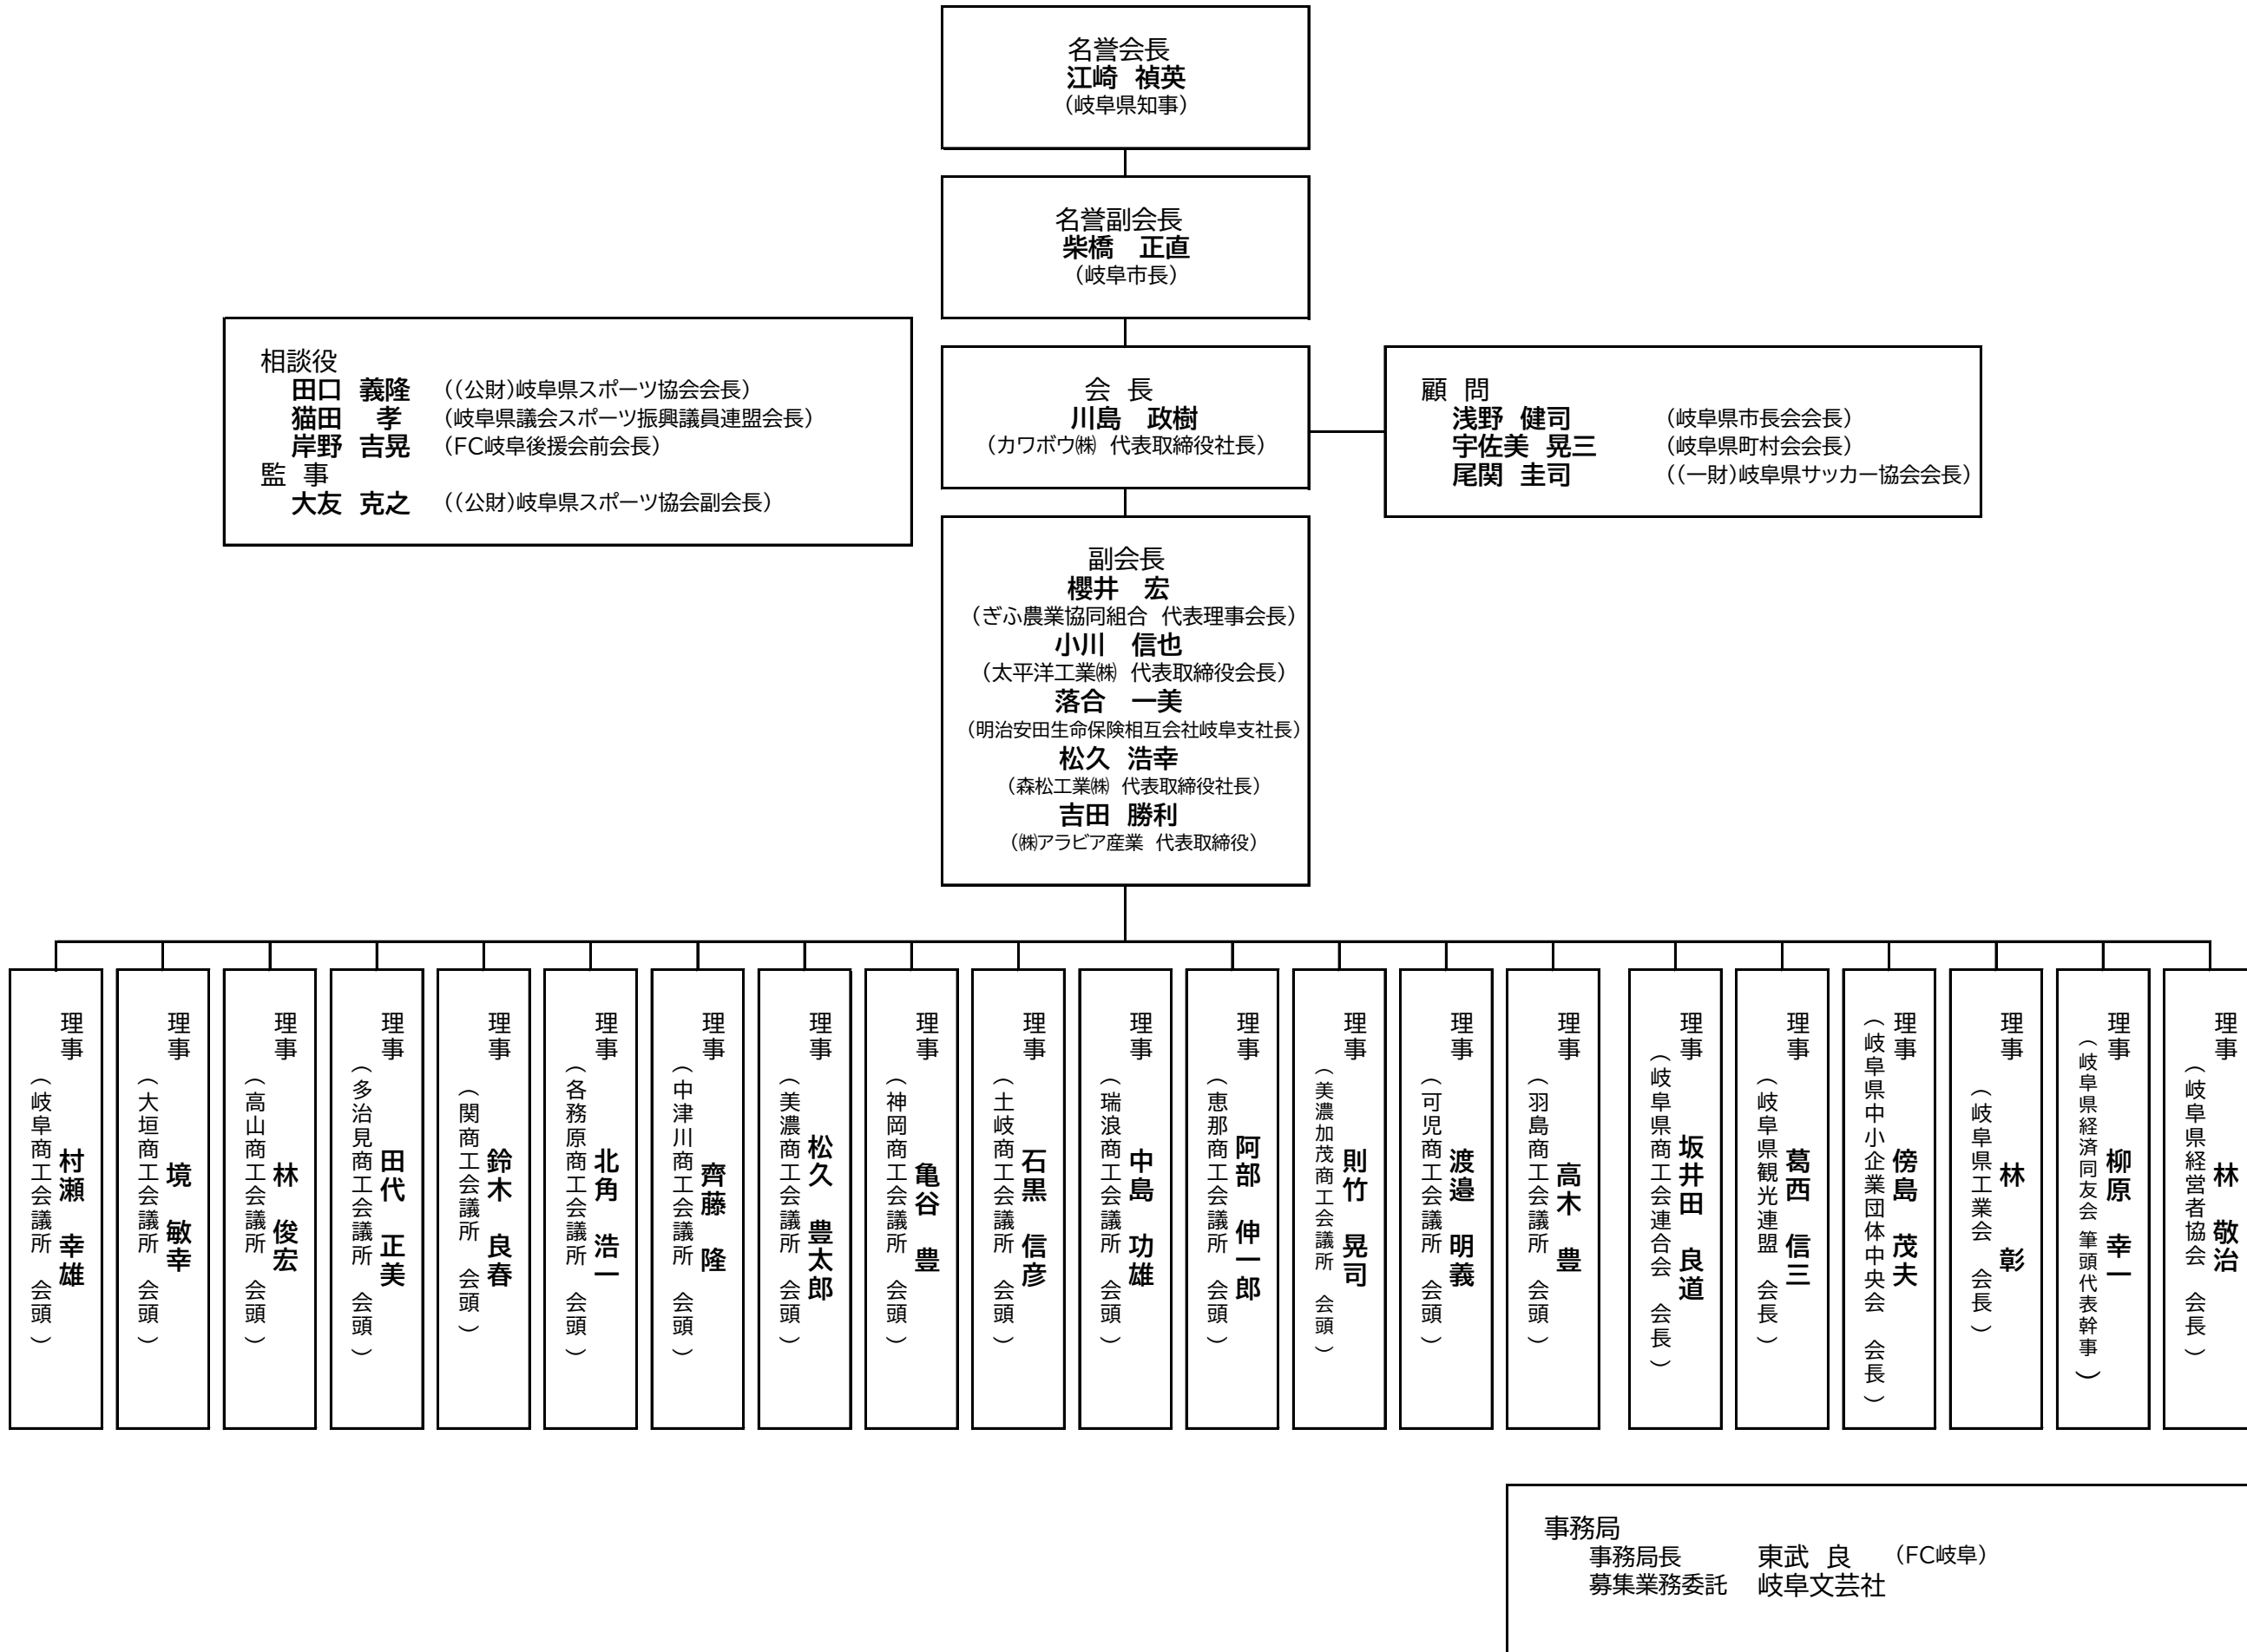 名誉会長
江崎 禎英
（岐阜県知事）
名誉副会長
柴橋 正直
（岐阜市長）
相談役
田口 義隆 （（公財）岐阜県スポーツ協会会長）
猫田 孝 （岐阜県議会スポーツ振興議員連盟会長）
岸野 吉晃 （FC岐阜後援会前会長）
監 事
大友 克之 （（公財）岐阜県スポーツ協会副会長）
会 長
川島 政樹
（カワボウ㈱ 代表取締役社長）
顧 問
浅野 健司 （岐阜県市長会会長）
宇佐美 晃三 （岐阜県町村会会長）
尾関 圭司 （（一財）岐阜県サッカー協会会長）
副会長
櫻井 宏
（ぎふ農業協同組合 代表理事会長）
小川 信也
（太平洋工業㈱ 代表取締役会長）
落合 一美
（明治安田生命保険相互会社岐阜支社長）
松久 浩幸
（森松工業㈱ 代表取締役社長）
吉田 勝利
（㈱アラビア産業 代表取締役）
理事 村瀬 幸雄
（岐阜商工会議所 会頭）
理事 境 敏幸
（大垣商工会議所 会頭）
理事 林 俊宏
（高山商工会議所 会頭）
理事 田代 正美
（多治見商工会議所 会頭）
理事 鈴木 良春
（関商工会議所 会頭）
理事 北角 浩一
（各務原商工会議所 会頭）
理事 齊藤 隆
（中津川商工会議所 会頭）
理事 松久 豊太郎
（美濃商工会議所 会頭）
理事 亀谷 豊
（神岡商工会議所 会頭）
理事 石黒 信彦
（土岐商工会議所 会頭）
理事 中島 功雄
（瑞浪商工会議所 会頭）
理事 阿部 伸一郎
（恵那商工会議所 会頭）
理事 則竹 晃司
（美濃加茂商工会議所 会頭）
理事 渡邉 明義
（可児商工会議所 会頭）
理事 高木 豊
（羽島商工会議所 会頭）
理事 坂井田 良道
（岐阜県商工会連合会 会長）
理事 葛西 信三
（岐阜県観光連盟 会長）
理事 傍島 茂夫
（岐阜県中小企業団体中央会 会長）
理事 林 彰
（岐阜県工業会 会長）
理事 柳原 幸一
（岐阜県経済同友会 筆頭代表幹事）
理事 林 敬治
（岐阜県経営者協会 会長）
事務局
事務局長 東武 良 （FC岐阜）
募集業務委託 岐阜文芸社